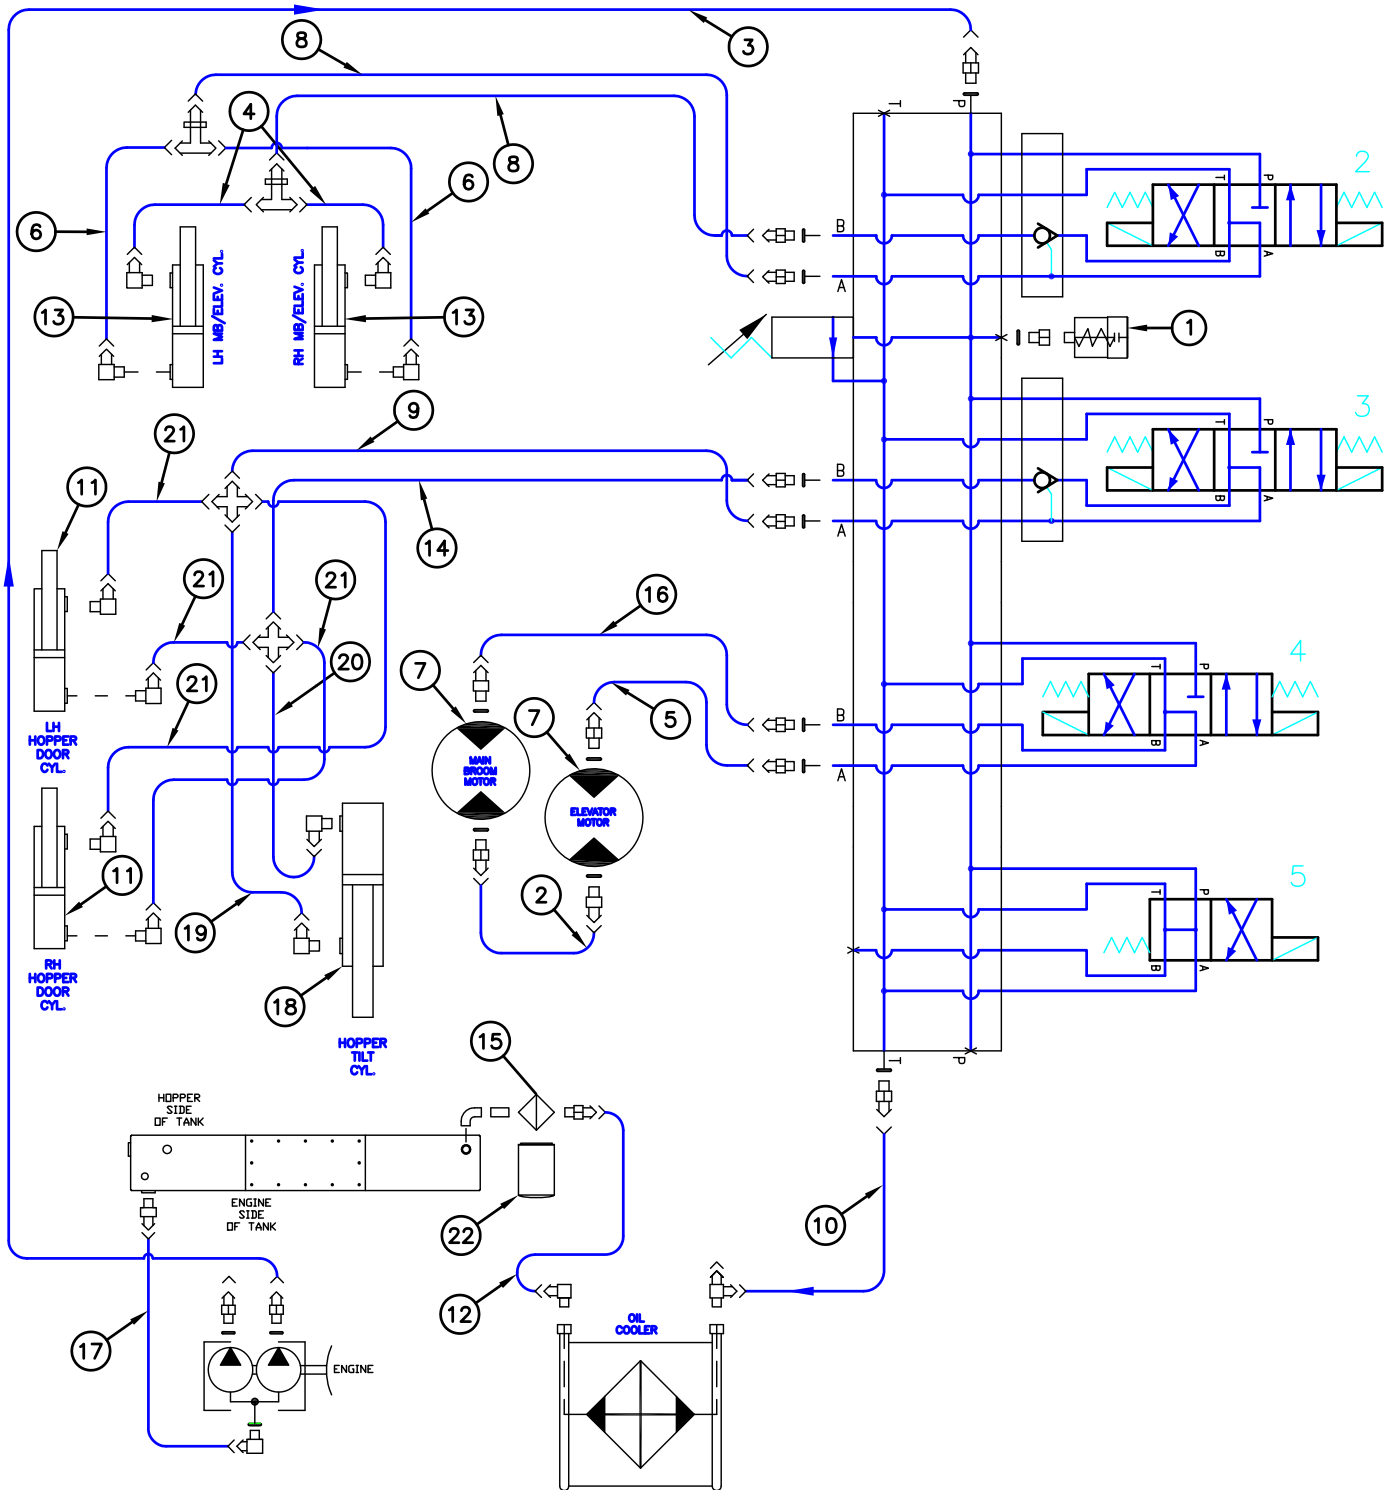 8
3
4
8
6
6
T
P
2
T
P
B
A
B
A
13
LH MB/ELEV. CYL.
RH MB/ELEV. CYL.
13
1
9
21
11
3
T
P
B
A
B
A
14
21
21
16
20
21
7
7
5
4
T
P
B
A
B
A
LH
HOPPER
DOOR
CYL.
MAIN
BROOM
MOTOR
ELEVATOR
MOTOR
11
2
5
T
P
B
A
19
18
RH
HOPPER
DOOR
CYL.
HOPPER
TILT
CYL.
15
T
P
HOPPER
SIDE
OF TANK
ENGINE
SIDE
OF TANK
22
10
12
17
OIL
COOLER
ENGINE